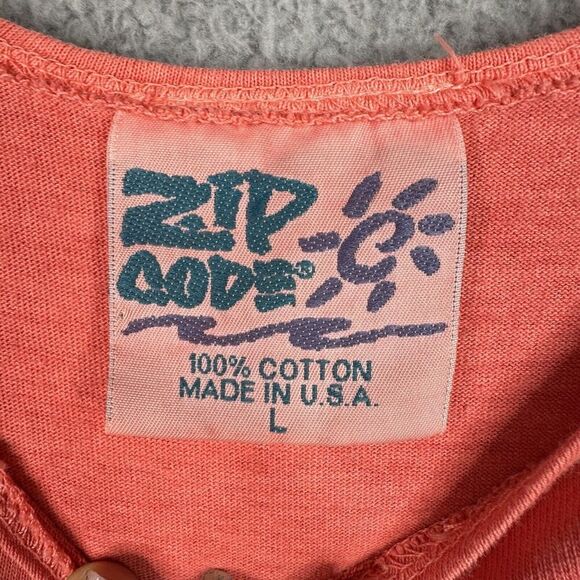 ZIP
CODE®
C
100% COTTON
MADE IN U.S.A.
L